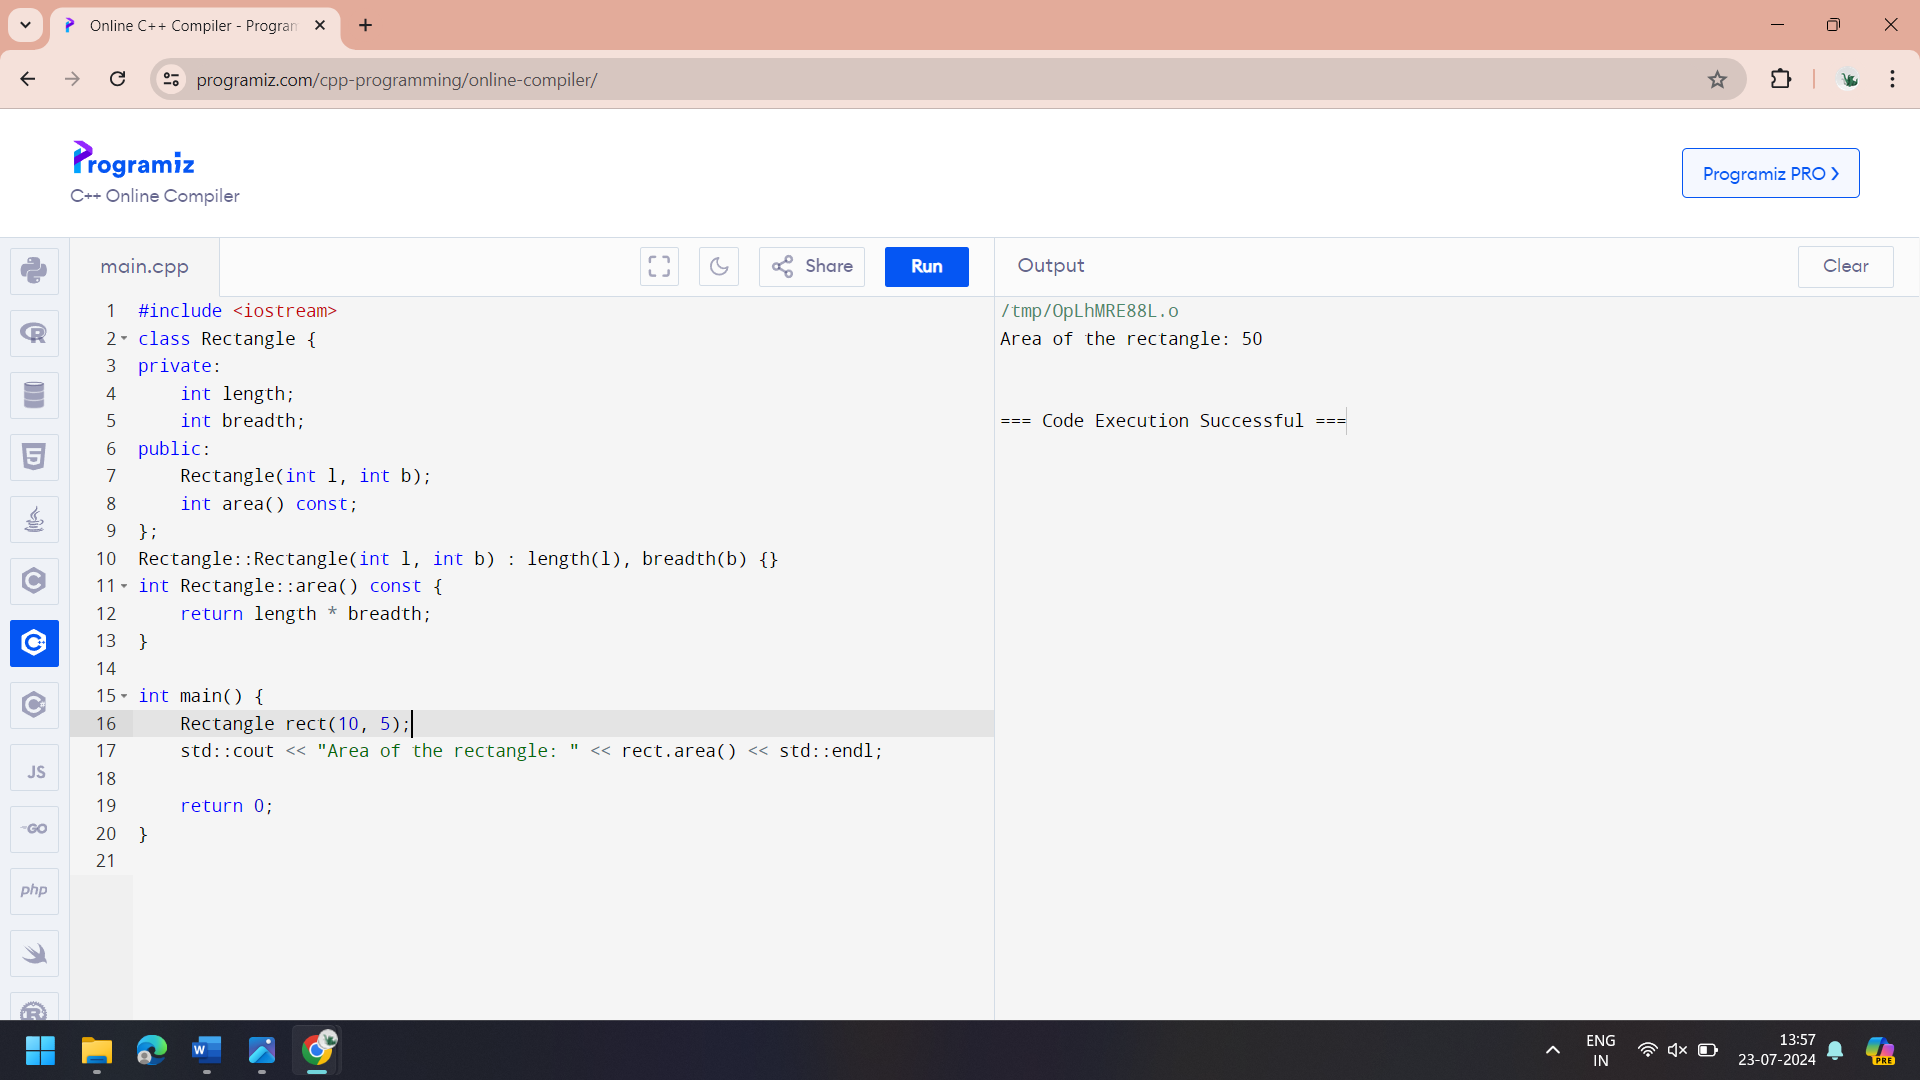 Online C++ Compiler - Program
programiz.com/cpp-programming/online-compiler/
Programiz
C++ Online Compiler
Programiz PRO
main.cpp
Share
Run
Output
Clear
1 #include <iostream>
2 class Rectangle {
3 private:
4     int length;
5     int breadth;
6 public:
7     Rectangle(int l, int b);
8     int area() const;
9 };
10 Rectangle::Rectangle(int l, int b) : length(l), breadth(b) {}
11 int Rectangle::area() const {
12     return length * breadth;
13 }
14
15 int main() {
16     Rectangle rect(10, 5);
17     std::cout << "Area of the rectangle: " << rect.area() << std::endl;
18
19     return 0;
20 }
21
/tmp/OpLhMRE88L.o
Area of the rectangle: 50
=== Code Execution Successful ===
JS
GO
php
ENG
IN
13:57
23-07-2024
PRE